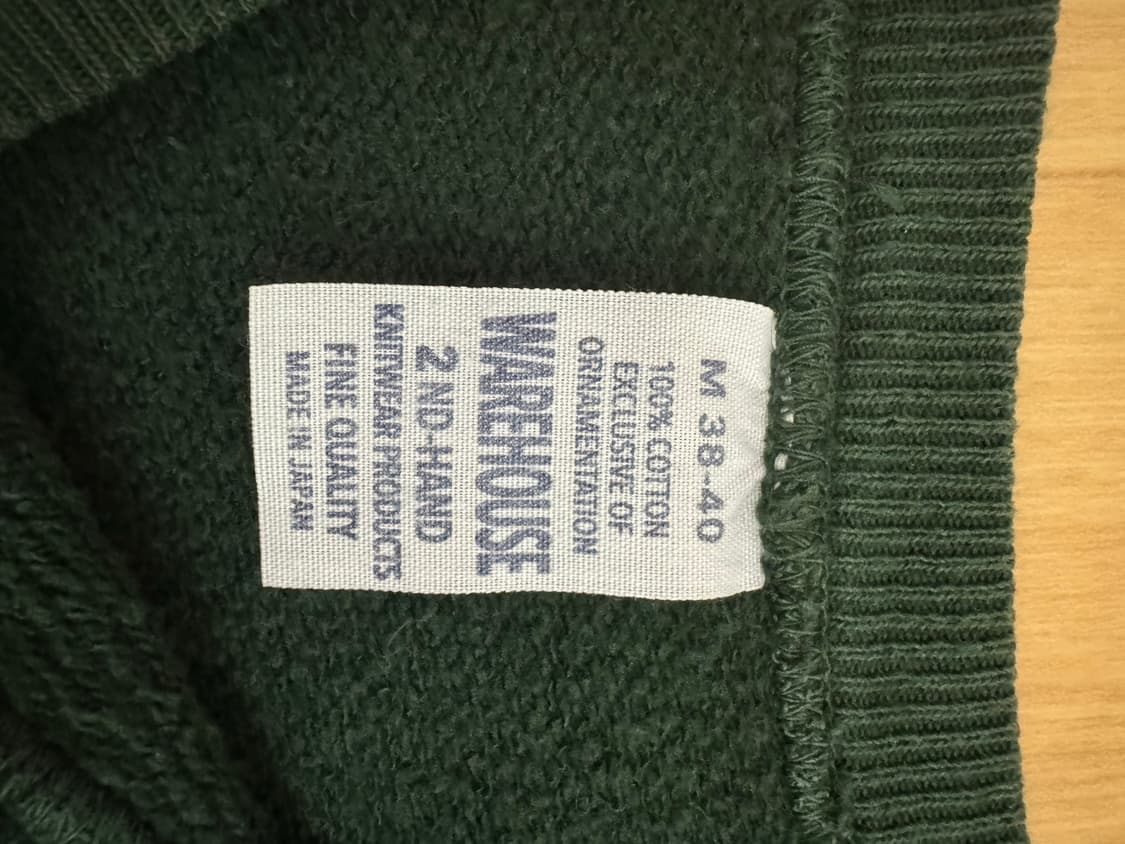 M 38-40
100% COTTON
EXCLUSIVE OF
ORNAMENTATION
WAREHOUSE
2 ND-HAND
KNITWEAR PRODUCTS
FINE QUALITY
MADE IN JAPAN